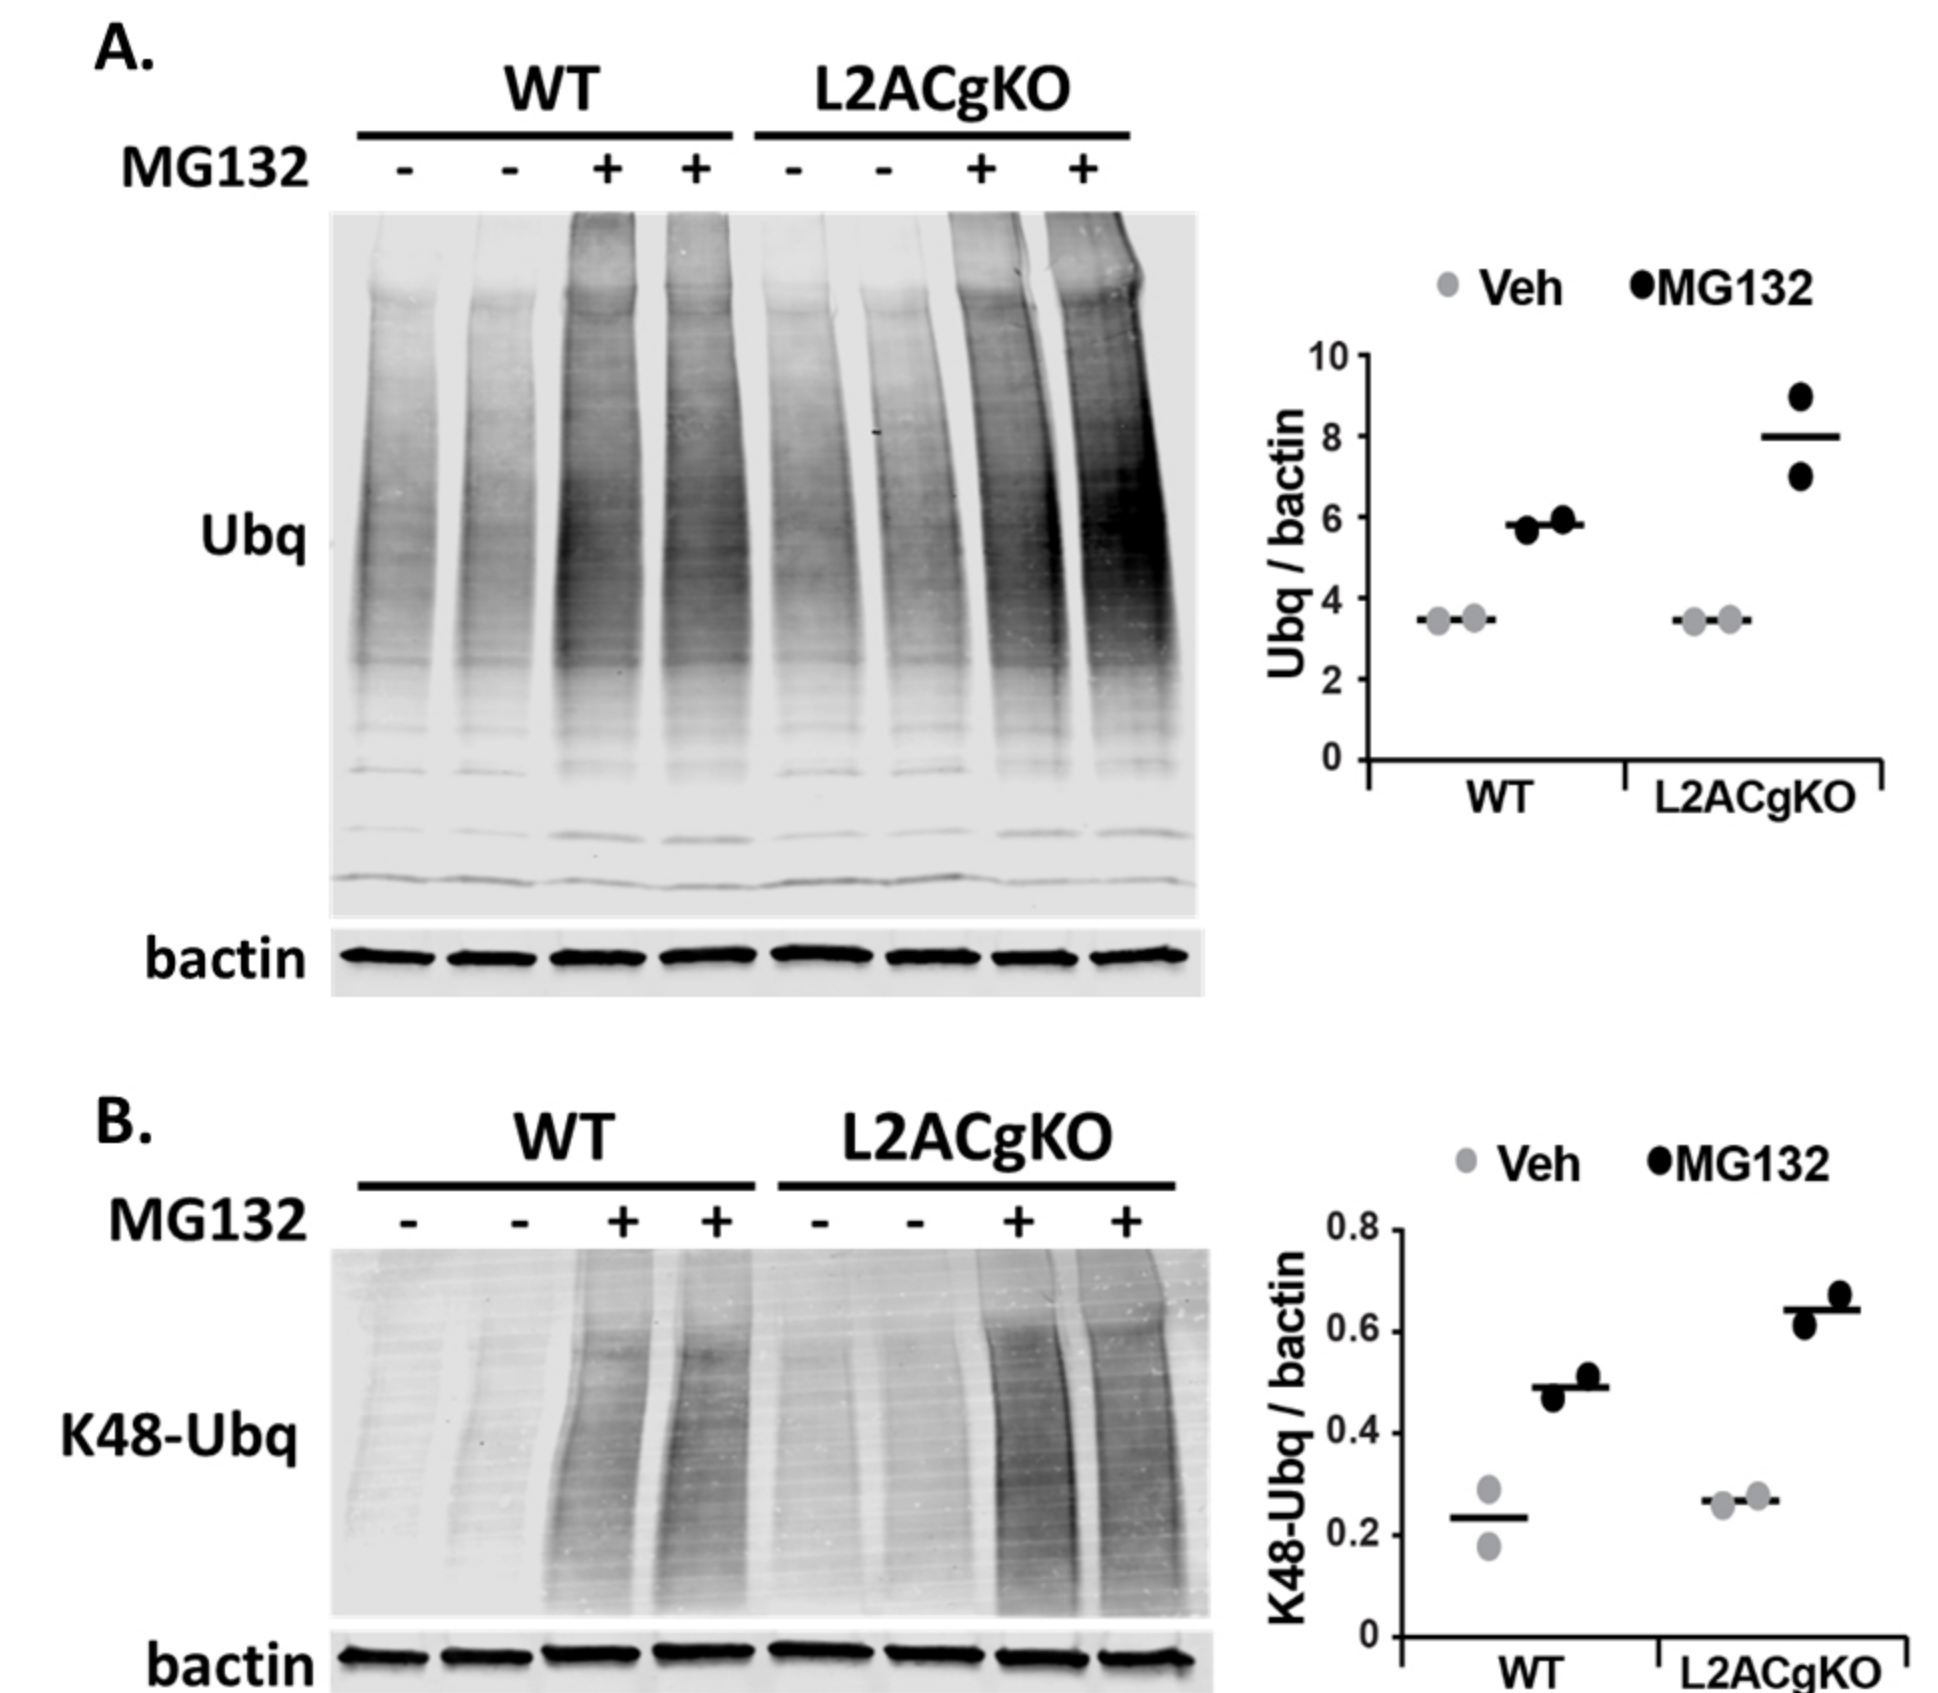 A.
WT L2ACgKO
MG132 - - + + - - + +
Ubq
bactin
Veh MG132
Ubq / bactin
10
8
6
4
2
0
WT L2ACgKO
B.
WT L2ACgKO
MG132 - - + + - - + +
K48-Ubq
bactin
Veh MG132
K48-Ubq / bactin
0.8
0.6
0.4
0.2
0
WT L2ACgKO